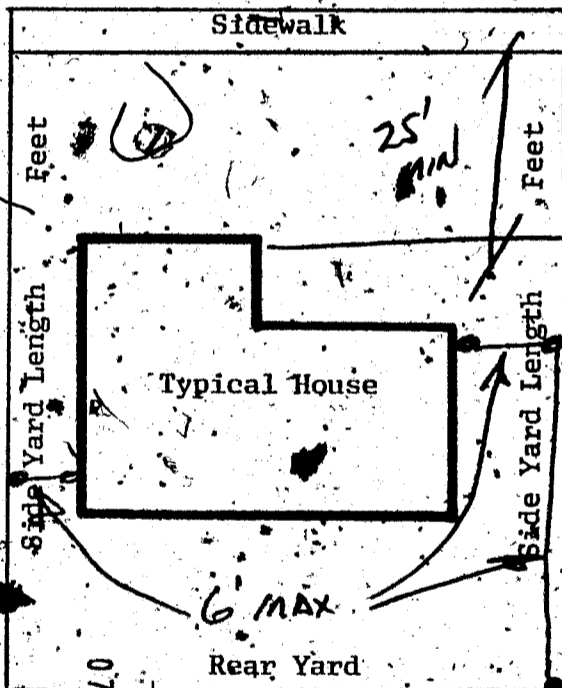 Sidewalk
25'
MIN
Feet
Feet
Side Yard Length
Typical House
Side Yard Length
6' MAX
Rear Yard